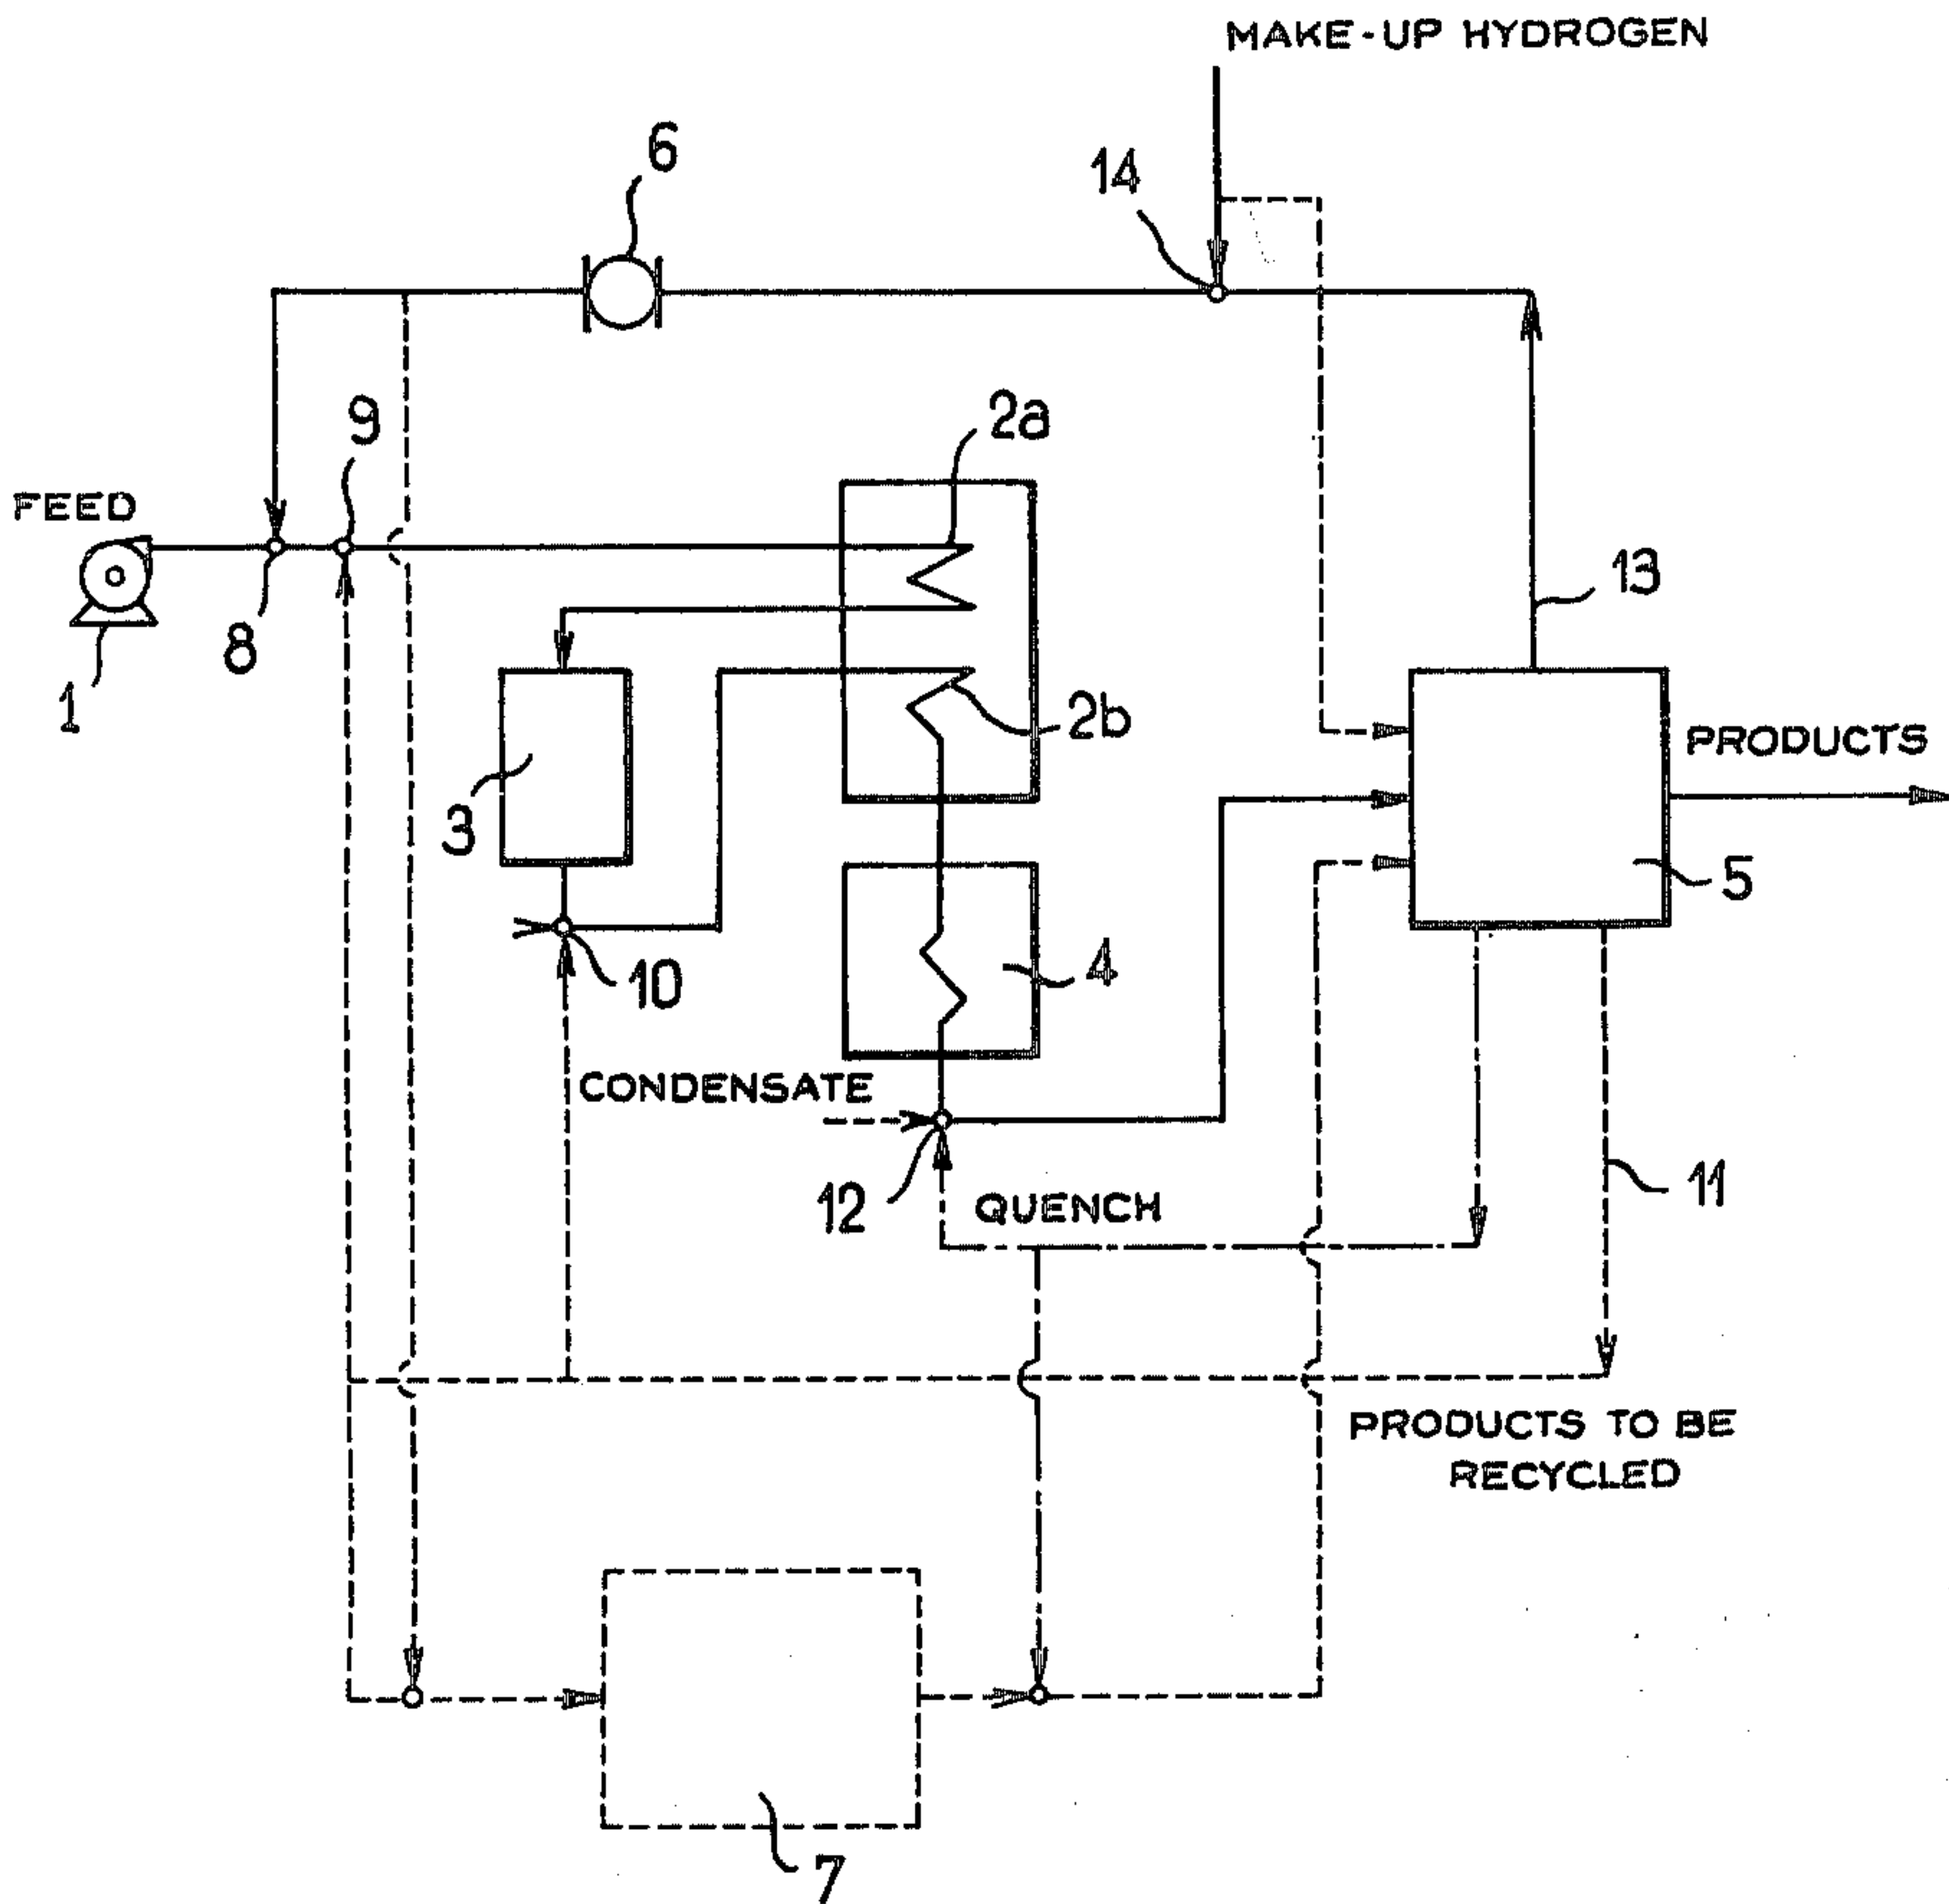 MAKE-UP HYDROGEN
6
14
9
2a
FEED
13
8
1
2b
PRODUCTS
3
5
10
4
CONDENSATE
12
QUENCH
11
PRODUCTS TO BE
RECYCLED
7